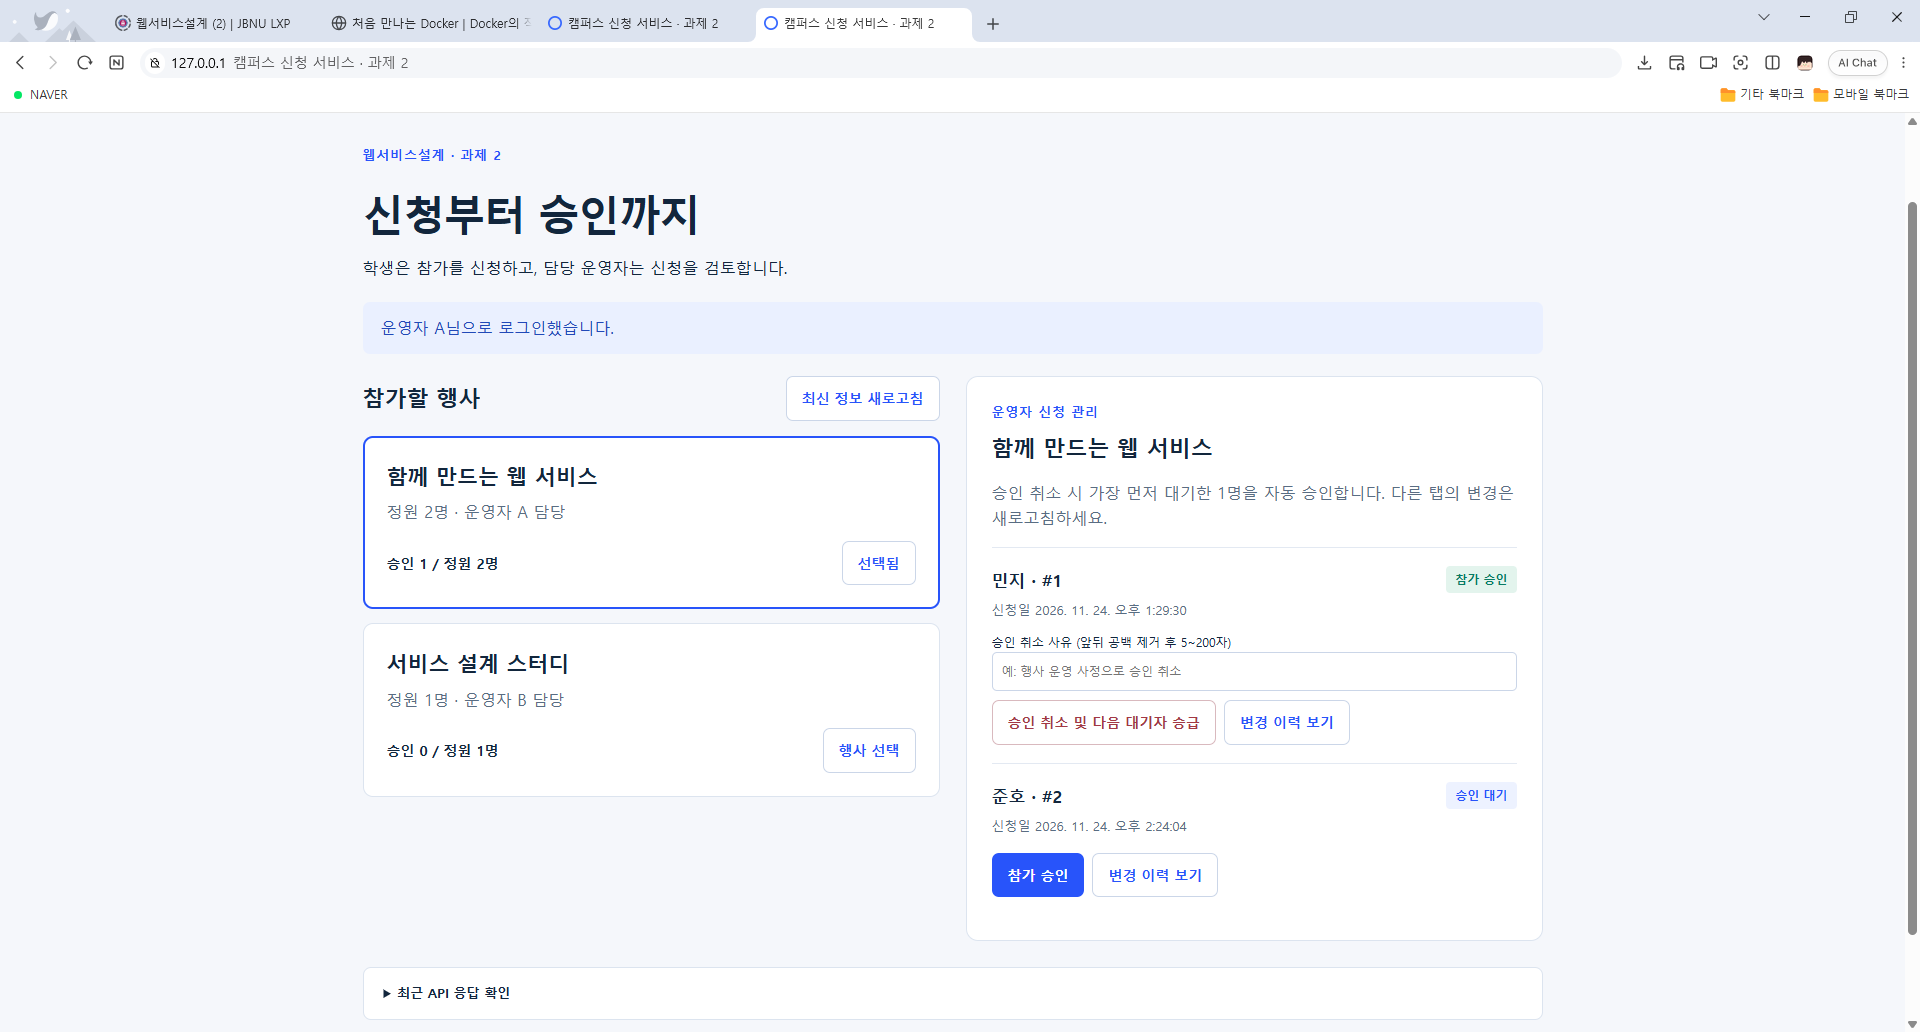 웹서비스설계 (2) | JBNU LXP
처음 만나는 Docker | Docker의
캠퍼스 신청 서비스 · 과제 2
캠퍼스 신청 서비스 · 과제 2
127.0.0.1 캠퍼스 신청 서비스 · 과제 2
AI Chat
NAVER
기타 북마크
모바일 북마크
웹서비스설계 · 과제 2
신청부터 승인까지
학생은 참가를 신청하고, 담당 운영자는 신청을 검토합니다.
운영자 A님으로 로그인했습니다.
참가할 행사
최신 정보 새로고침
함께 만드는 웹 서비스
정원 2명 · 운영자 A 담당
승인 1 / 정원 2명
선택됨
서비스 설계 스터디
정원 1명 · 운영자 B 담당
승인 0 / 정원 1명
행사 선택
운영자 신청 관리
함께 만드는 웹 서비스
승인 취소 시 가장 먼저 대기한 1명을 자동 승인합니다. 다른 탭의 변경은
새로고침하세요.
민지 · #1
참가 승인
신청일 2026. 11. 24. 오후 1:29:30
승인 취소 사유 (앞뒤 공백 제거 후 5~200자)
예: 행사 운영 사정으로 승인 취소
승인 취소 및 다음 대기자 승급
변경 이력 보기
준호 · #2
승인 대기
신청일 2026. 11. 24. 오후 2:24:04
참가 승인
변경 이력 보기
▶ 최근 API 응답 확인